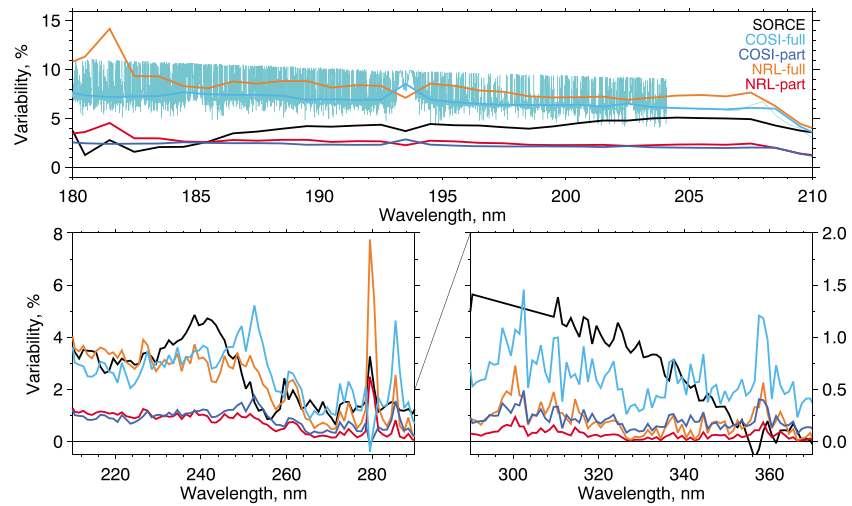 15
10
5
0
Variability, %
SORCE
COSI-full
COSI-part
NRL-full
NRL-part
180 185 190 195 200 205 210
Wavelength, nm
8
6
4
2
0
Variability, %
220 240 260 280
Wavelength, nm
2.0
1.5
1.0
0.5
0.0
300 320 340 360
Wavelength, nm